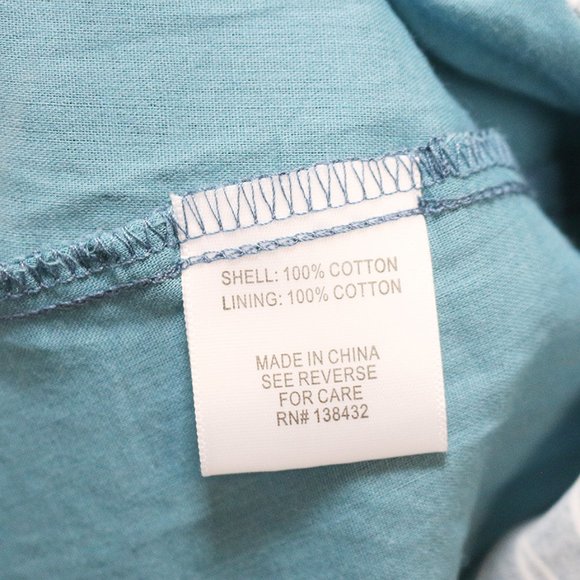 SHELL: 100% COTTON
LINING: 100% COTTON
MADE IN CHINA
SEE REVERSE
FOR CARE
RN# 138432